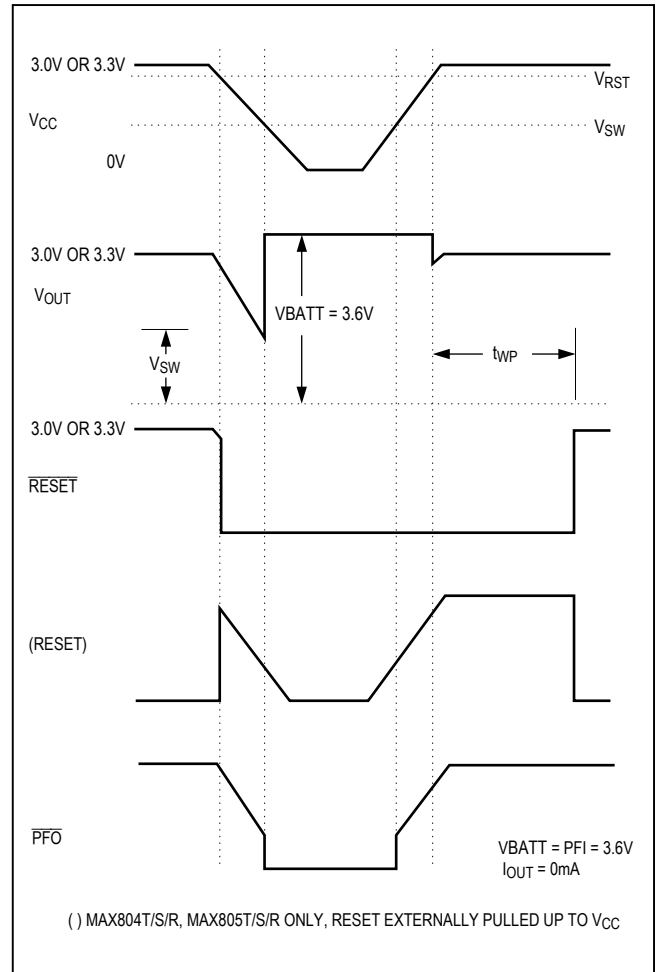 3.0V OR 3.3V
VRST
VCC
VSW
0V
3.0V OR 3.3V
VOUT
VBATT = 3.6V
VSW
tWP
3.0V OR 3.3V
RESET
(RESET)
PFO
VBATT = PFI = 3.6V
IOUT = 0mA
( ) MAX804T/S/R, MAX805T/S/R ONLY, RESET EXTERNALLY PULLED UP TO VCC